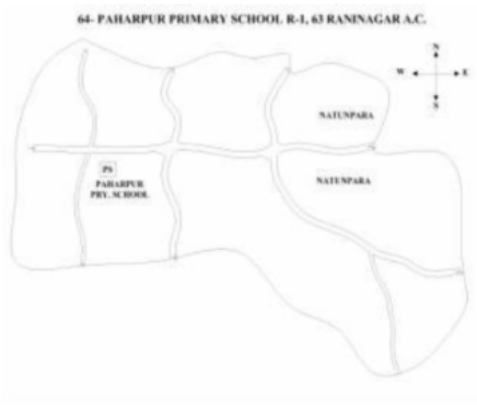 64- PAHARPUR PRIMARY SCHOOL R-1, 63 RANINAGAR A.C.
N
W E
S
NATUNPARA
PS
PAHARPUR
PRY. SCHOOL
NATUNPARA